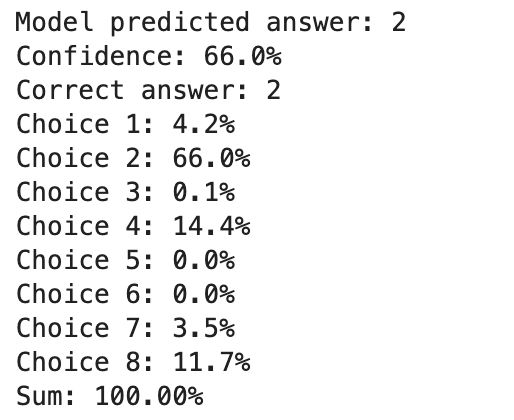 Model predicted answer: 2
Confidence: 66.0%
Correct answer: 2
Choice 1: 4.2%
Choice 2: 66.0%
Choice 3: 0.1%
Choice 4: 14.4%
Choice 5: 0.0%
Choice 6: 0.0%
Choice 7: 3.5%
Choice 8: 11.7%
Sum: 100.00%